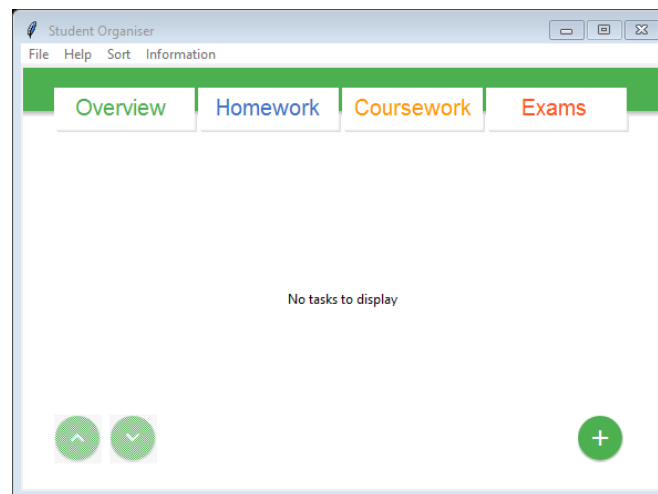 Student Organiser
File Help Sort Information
Overview Homework Coursework Exams
No tasks to display
+